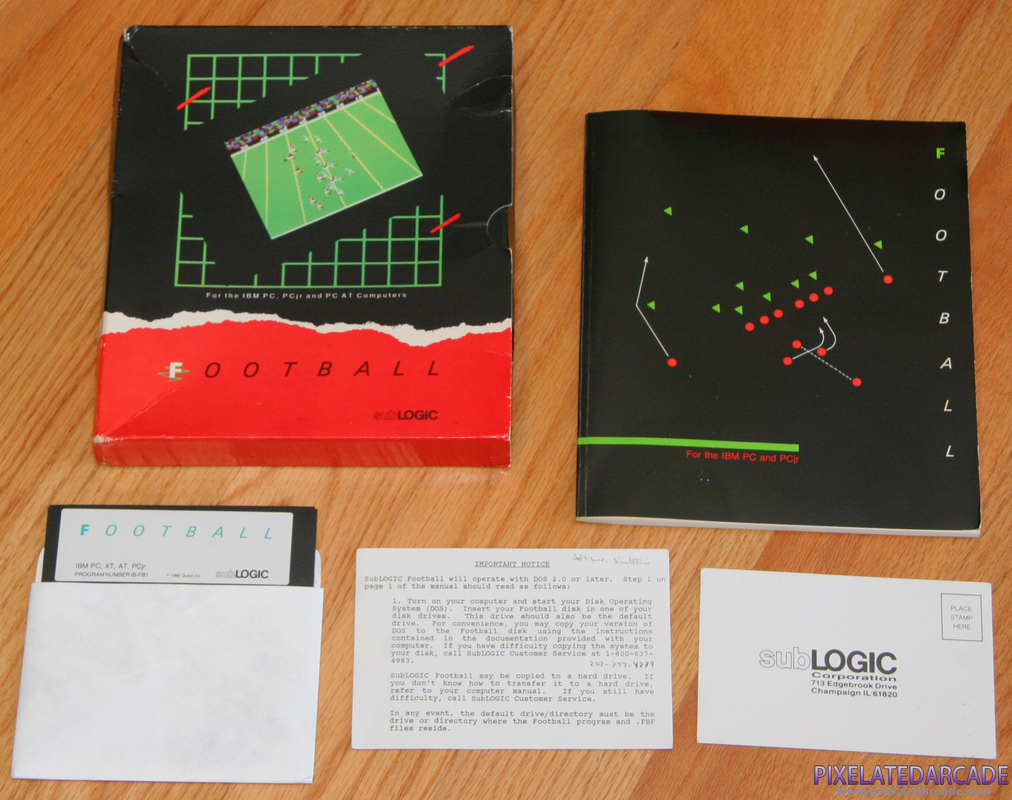 For the IBM PC, PCjr and PC AT Computers
FOOTBALL
subLOGIC
FOOTBALL
For the IBM PC and PCjr
FOOTBALL
IBM PC, XT, AT, PCjr.
PROGRAM NUMBER IB-FB1
subLOGIC
IMPORTANT NOTICE
SubLOGIC Football will operate with DOS 2.0 or later. Step 1 on
page 1 of the manual should read as follows:
1. Turn on your computer and start your Disk Operating
System (DOS). Insert your Football disk in one of your
disk drives. This drive should also be the default
drive. For convenience, you may copy your version of
DOS to the Football disk using the instructions
contained in the documentation provided with your
computer. If you have difficulty copying the system to
your disk, call SubLOGIC Customer Service at 1-800-637-
4983.
SubLOGIC Football may be copied to a hard drive. If
you don't know how to transfer it to a hard drive,
refer to your computer manual. If you still have
difficulty, call SubLOGIC Customer Service.
In any event, the default drive/directory must be the
drive or directory where the Football program and .FBF
files reside.
PLACE
STAMP
HERE
subLOGIC
Corporation
713 Edgebrook Drive
Champaign IL 61820
PIXELATEDARCADE
www.pixelatedarcade.com